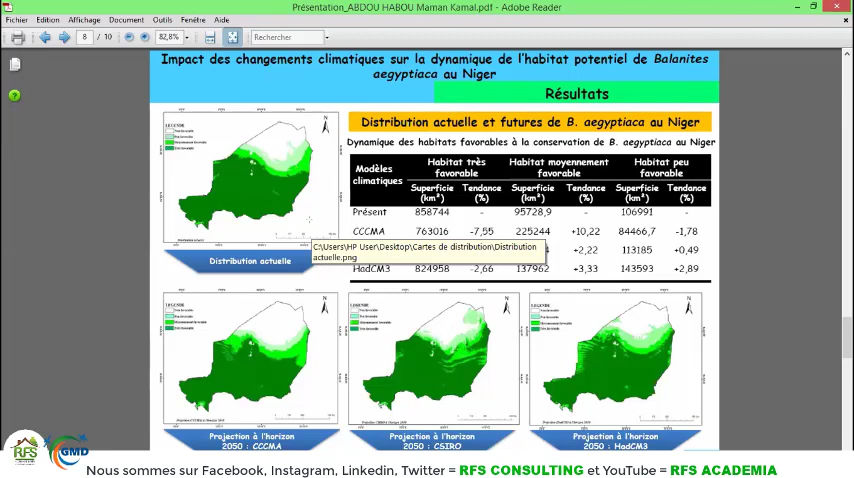 Présentation_ABDOU HABOU Maman Kamal.pdf - Adobe Reader
Fichier Edition Affichage Document Outils Fenêtre Aide
8 / 10 82,8% Rechercher
Impact des changements climatiques sur la dynamique de l'habitat potentiel de Balanites
aegyptiaca au Niger
Résultats
Distribution actuelle et futures de B. aegyptiaca au Niger
Dynamique des habitats favorables à la conservation de B. aegyptiaca au Niger
Modèles climatiques Habitat très favorable Habitat moyennement favorable Habitat peu favorable
Superficie (km²) Tendance (%) Superficie (km²) Tendance (%) Superficie (km²) Tendance (%)
Présent 858744 - 95728,9 - 106991 -
CCCMA 763016 -7,55 225244 +10,22 84466,7 -1,78
4 +2,22 113185 +0,49
HadCM3 824958 -2,66 137962 +3,33 143593 +2,89
C:\Users\HP User\Desktop\Cartes de distribution\Distribution
actuelle.png
LEGENDE
N
Distribution actuelle
LEGENDE
N
LEGENDE
N
LEGENDE
N
Projection à l'horizon
2050 : CCCMA
Projection à l'horizon
2050 : CSIRO
Projection à l'horizon
2050 : HadCM3
RFS
GMD
Nous sommes sur Facebook, Instagram, Linkedin, Twitter = RFS CONSULTING et YouTube = RFS ACADEMIA